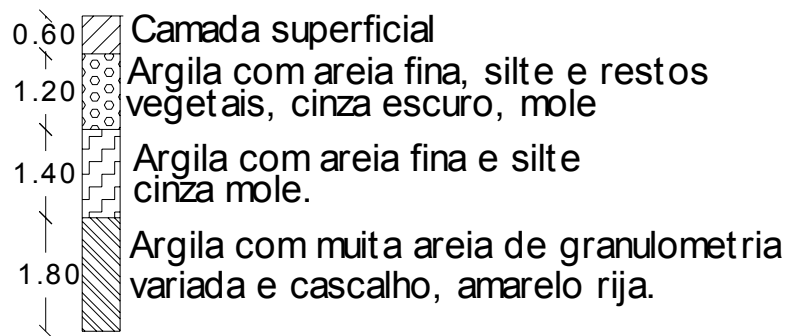 0.60 Camada superficial
Argila com areia fina, silte e restos
1.20
vegetais, cinza escuro, mole
Argila com areia fina e silte
1.40
cinza mole.
Argila com muita areia de granulometria
1.80
variada e cascalho, amarelo rija.